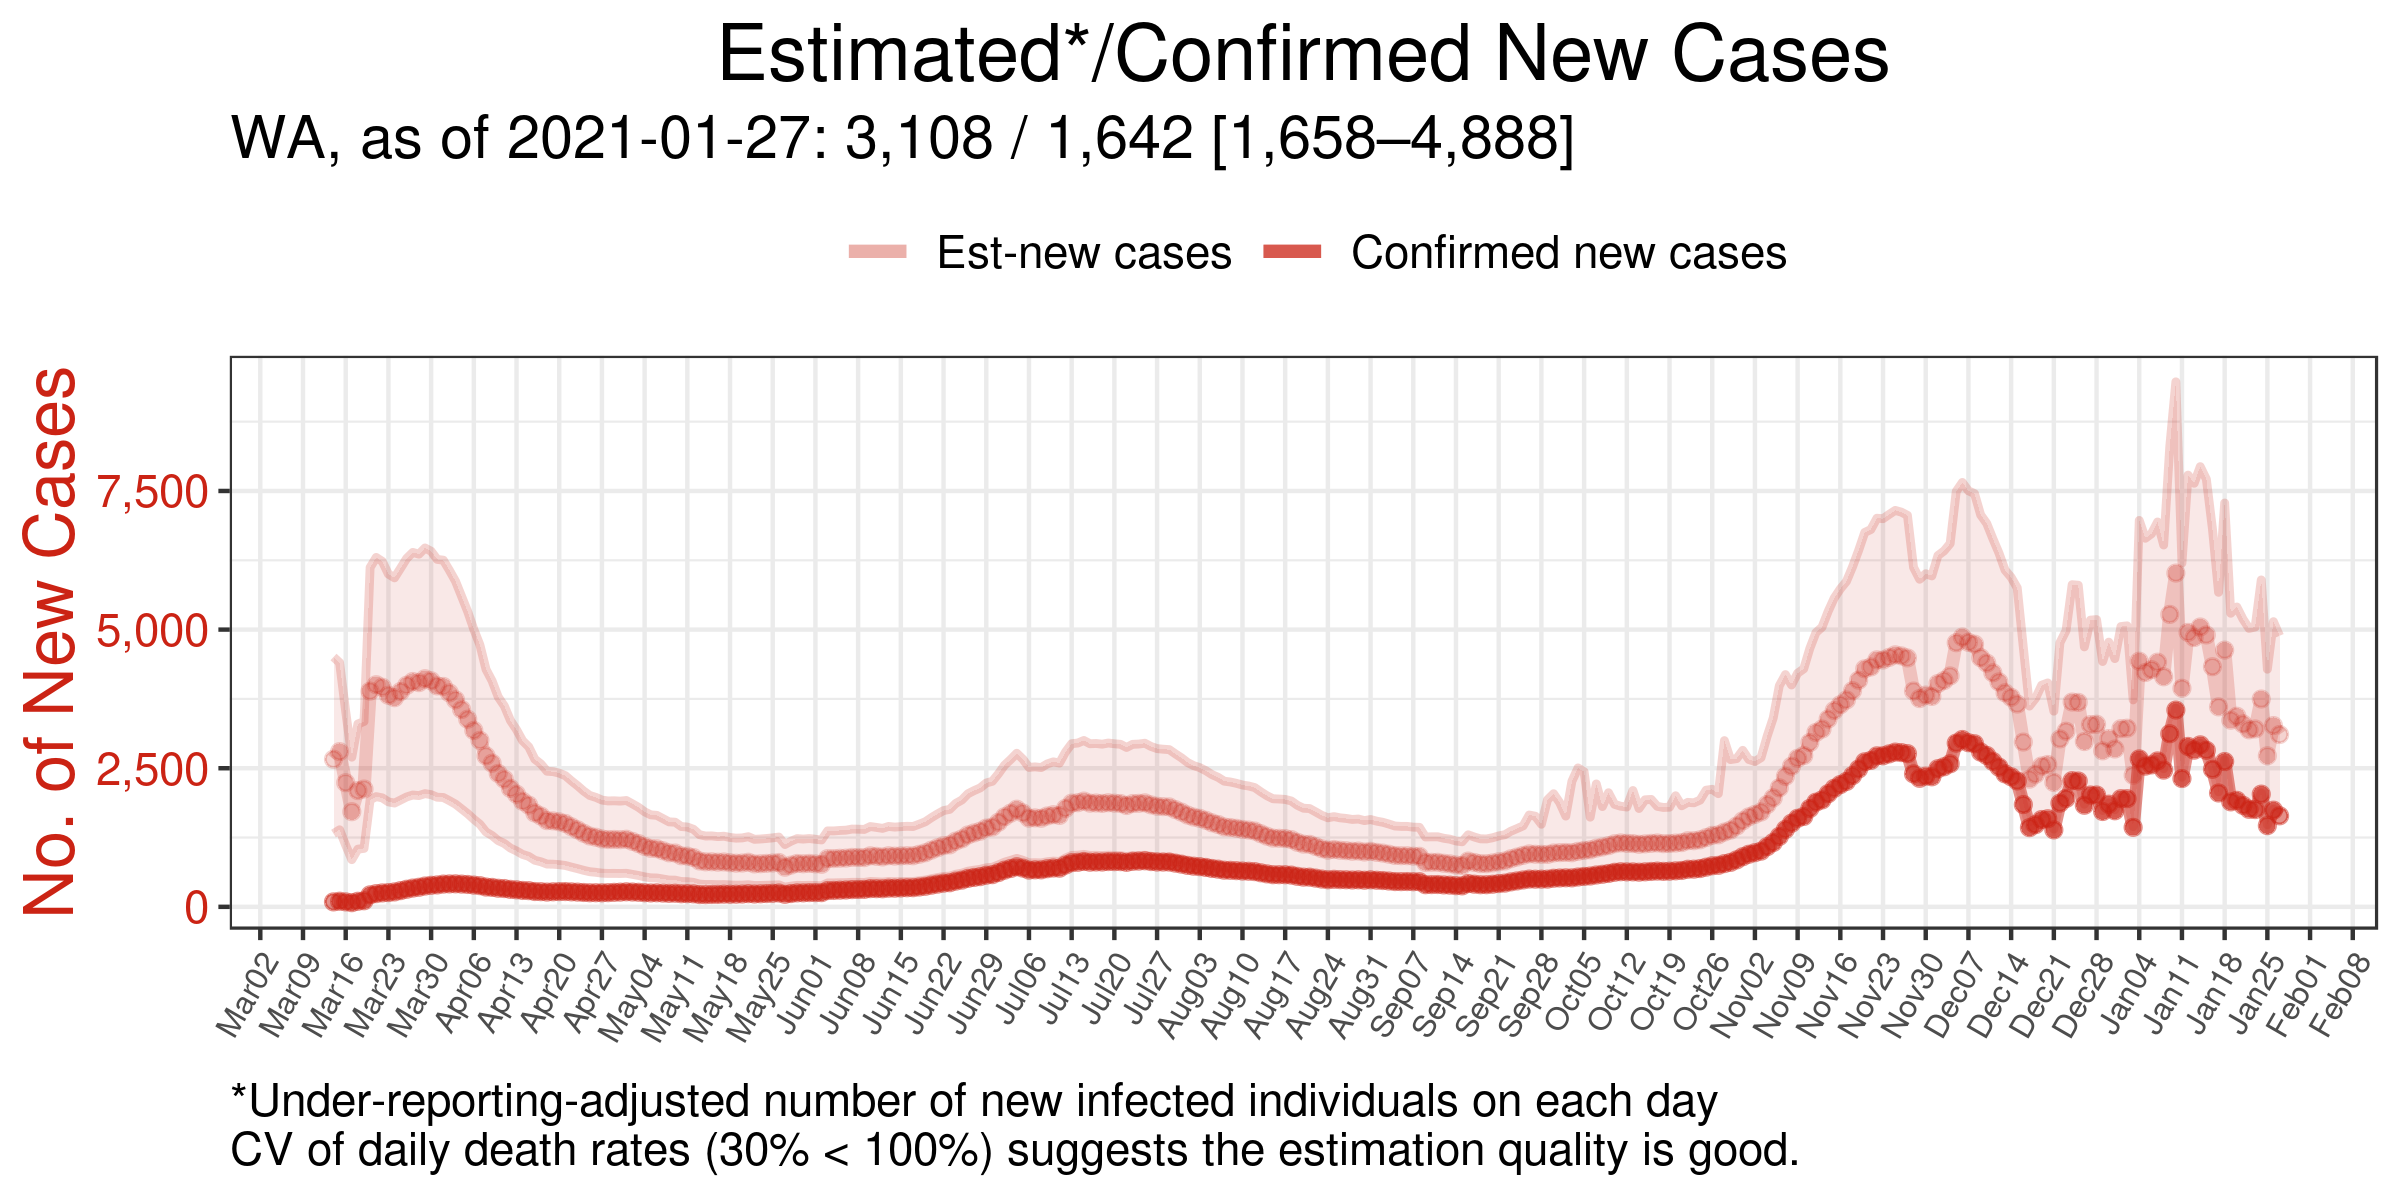 Estimated*/Confirmed New Cases
WA, as of 2021-01-27: 3,108 / 1,642 [1,658–4,888]
Est-new cases Confirmed new cases
No. of New Cases
7,500
5,000
2,500
0
Mar02 Mar09 Mar16 Mar23 Mar30 Apr06 Apr13 Apr20 Apr27 May04 May11 May18 May25 Jun01 Jun08 Jun15 Jun22 Jun29 Jul06 Jul13 Jul20 Jul27 Aug03 Aug10 Aug17 Aug24 Aug31 Sep07 Sep14 Sep21 Sep28 Oct05 Oct12 Oct19 Oct26 Nov02 Nov09 Nov16 Nov23 Nov30 Dec07 Dec14 Dec21 Dec28 Jan04 Jan11 Jan18 Jan25 Feb01 Feb08
*Under-reporting-adjusted number of new infected individuals on each day
CV of daily death rates (30% < 100%) suggests the estimation quality is good.